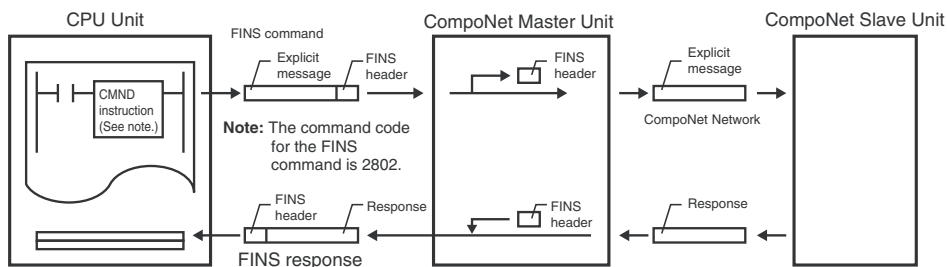 CPU Unit
CompoNet Master Unit
CompoNet Slave Unit
FINS command
Explicit
message
FINS
header
FINS
header
Explicit
message
CMND
instruction
(See note.)
Note: The command code
for the FINS
command is 2802.
CompoNet Network
FINS
header
Response
FINS
header
Response
FINS response